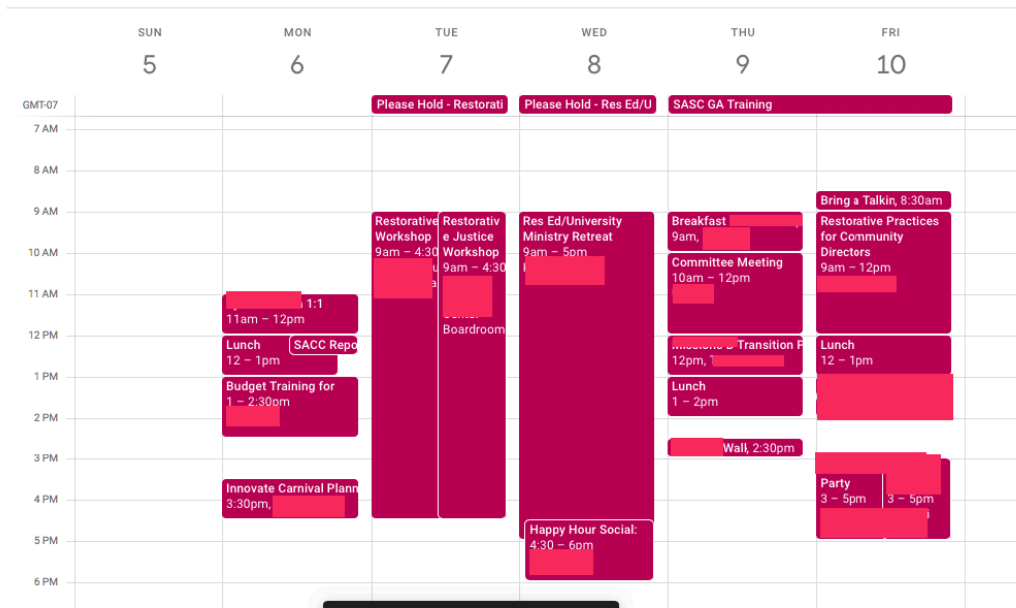 SUN
MON
TUE
WED
THU
FRI
5
6
7
8
9
10
GMT-07
Please Hold - Restorati
Please Hold - Res Ed/U
SASC GA Training
7 AM
8 AM
9 AM
10 AM
11 AM
12 PM
1 PM
2 PM
3 PM
4 PM
5 PM
6 PM
1:1
11am – 12pm
Lunch
12 – 1pm
SACC Repo
Budget Training for
1 – 2:30pm
Innovate Carnival Plann
3:30pm,
Restorative
Workshop
9am – 4:30
Restorativ
e Justice
Workshop
9am – 4:30
Boardroom
Res Ed/University
Ministry Retreat
9am – 5pm
Happy Hour Social:
4:30 – 6pm
Breakfast
9am,
Committee Meeting
10am – 12pm
Transition P
12pm,
Lunch
1 – 2pm
Wall, 2:30pm
Bring a Talkin, 8:30am
Restorative Practices
for Community
Directors
9am – 12pm
Lunch
12 – 1pm
Party
3 – 5pm
3 – 5pm